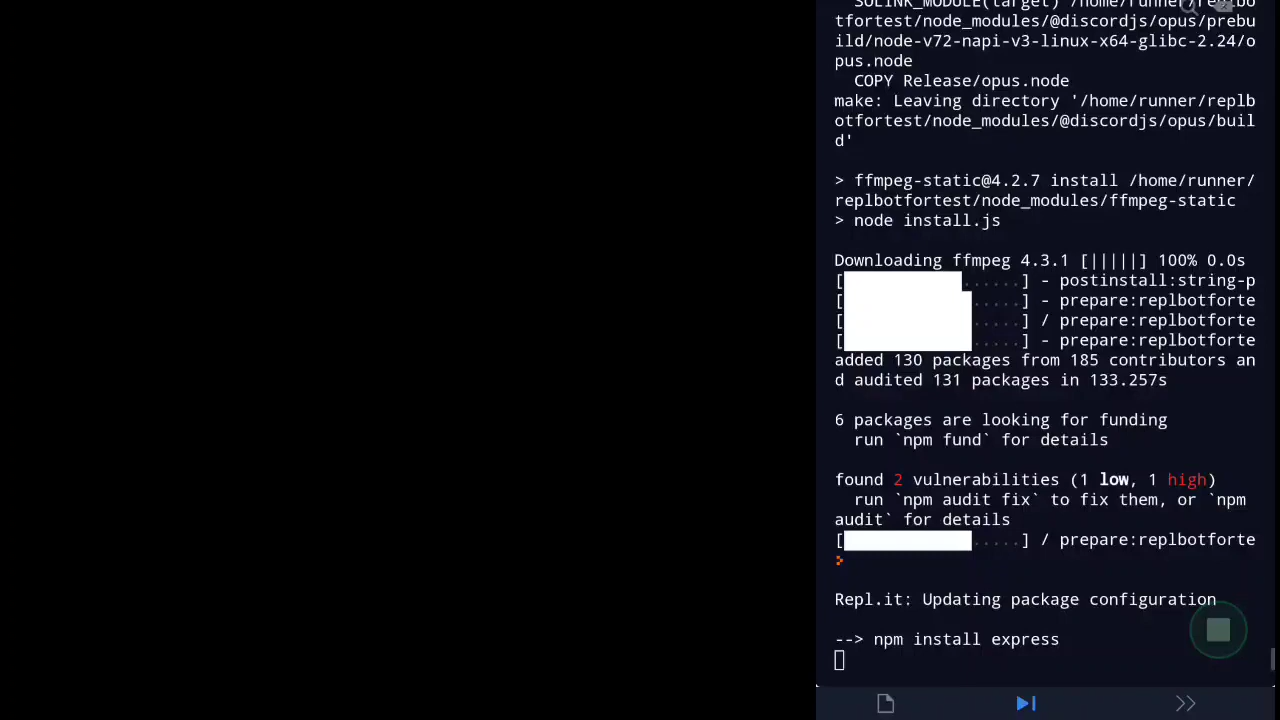 SOLINK_MODULE(target) /home/runner/replbo
tfortest/node_modules/@discordjs/opus/prebu
ild/node-v72-napi-v3-linux-x64-glibc-2.24/o
pus.node
COPY Release/opus.node
make: Leaving directory '/home/runner/replb
otfortest/node_modules/@discordjs/opus/buil
d'
> ffmpeg-static@4.2.7 install /home/runner/
replbotfortest/node_modules/ffmpeg-static
> node install.js
Downloading ffmpeg 4.3.1 [|||||] 100% 0.0s
[ ......] - postinstall:string-p
[ .....] - prepare:replbotforte
[ .....] / prepare:replbotforte
[ .....] - prepare:replbotforte
added 130 packages from 185 contributors an
d audited 131 packages in 133.257s
6 packages are looking for funding
run `npm fund` for details
found 2 vulnerabilities (1 low, 1 high)
run `npm audit fix` to fix them, or `npm
audit` for details
[ .....] / prepare:replbotforte
>
Repl.it: Updating package configuration
--> npm install express